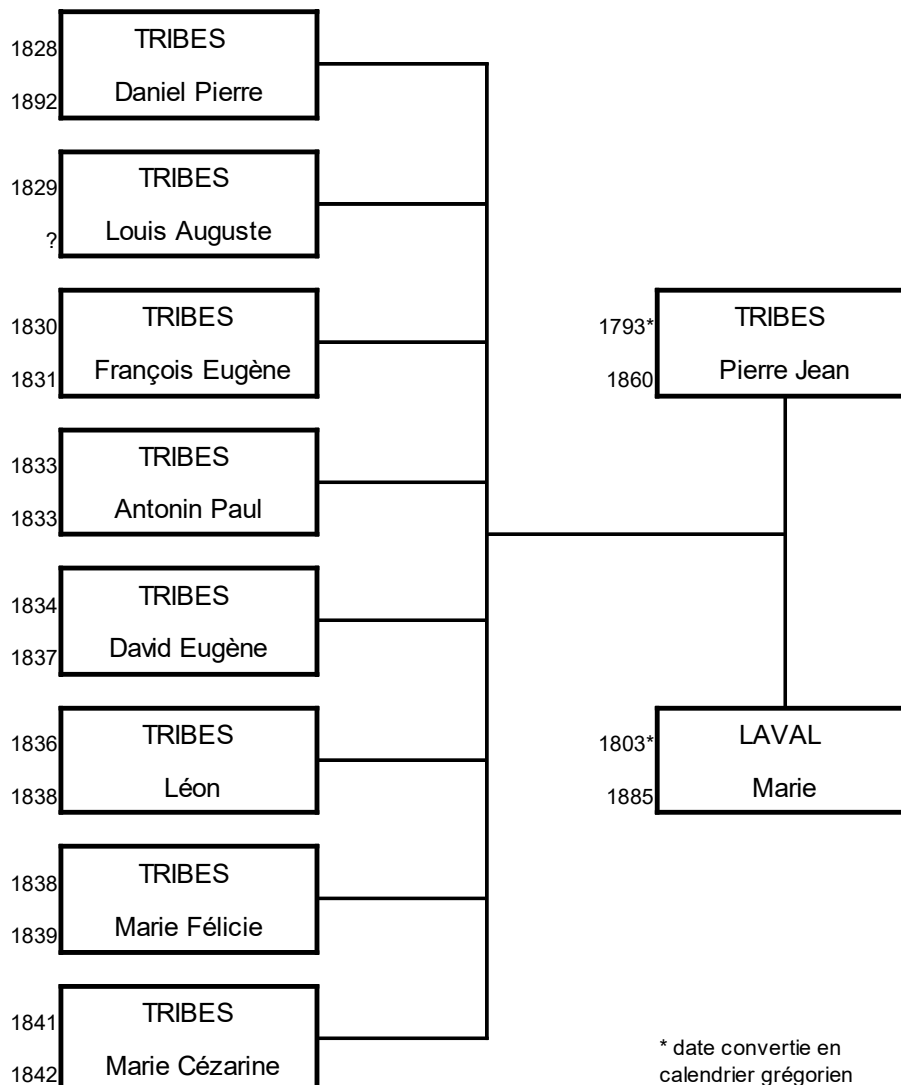 1828
TRIBES
1892
Daniel Pierre
1829
TRIBES
?
Louis Auguste
1830
TRIBES
1831
François Eugène
1833
TRIBES
1833
Antonin Paul
1834
TRIBES
1837
David Eugène
1836
TRIBES
1838
Léon
1838
TRIBES
1839
Marie Félicie
1841
TRIBES
1842
Marie Cézarine
1793*
TRIBES
1860
Pierre Jean
1803*
LAVAL
1885
Marie
* date convertie en
calendrier grégorien